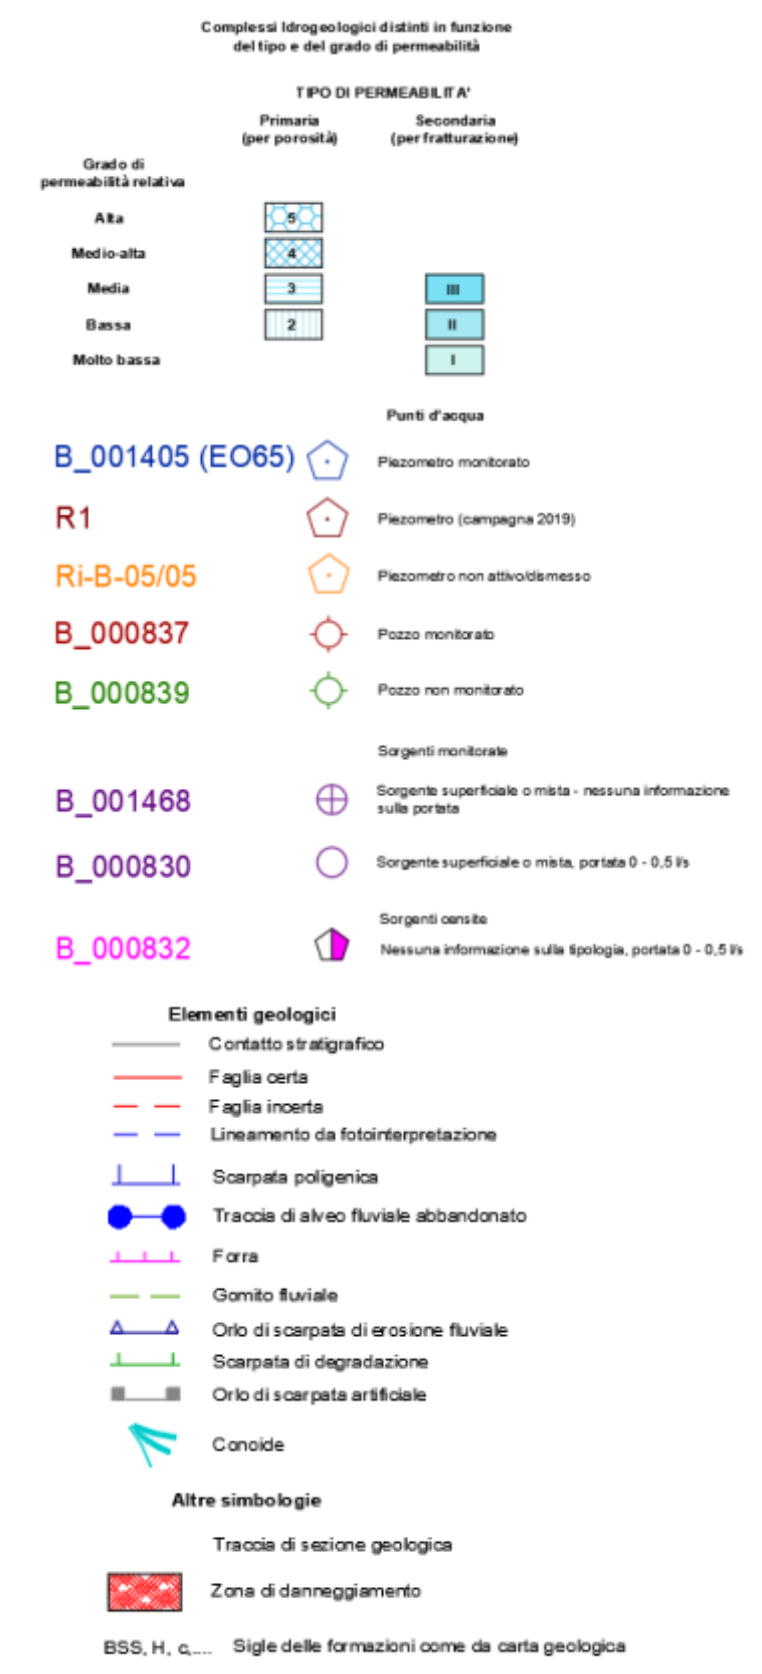 Complessi Idrogeologici distinti in funzione
del tipo e del grado di permeabilità
TIPO DI PERMEABILITA'
Primaria
(per porosità)
Secondaria
(per fratturazione)
Grado di
permeabilità relativa
Alta 5
Medio-alta 4
Media 3 III
Bassa 2 II
Molto bassa I
Punti d'acqua
B_001405 (EO65) Piezometro monitorato
R1 Piezometro (campagna 2019)
Ri-B-05/05 Piezometro non attivo/dismesso
B_000837 Pozzo monitorato
B_000839 Pozzo non monitorato
Sorgenti monitorate
B_001468 Sorgente superficiale o mista - nessuna informazione
sulla portata
B_000830 Sorgente superficiale o mista, portata 0 - 0,5 l/s
Sorgenti censite
B_000832 Nessuna informazione sulla tipologia, portata 0 - 0,5 l/s
Elementi geologici
Contatto stratigrafico
Faglia certa
Faglia incerta
Lineamento da fotointerpretazione
Scarpata poligenica
Traccia di alveo fluviale abbandonato
Forra
Gomito fluviale
Orlo di scarpata di erosione fluviale
Scarpata di degradazione
Orlo di scarpata artificiale
Conoide
Altre simbologie
Traccia di sezione geologica
Zona di danneggiamento
BSS, H, c,.... Sigle delle formazioni come da carta geologica